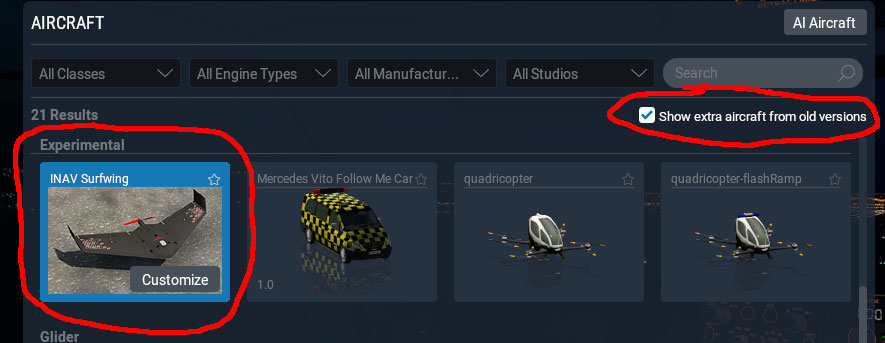 AIRCRAFT
AI Aircraft
All Classes
All Engine Types
All Manufactur...
All Studios
Search
21 Results
Show extra aircraft from old versions
Experimental
INAV Surfwing
Mercedes Vito Follow Me Car
quadricopter
quadricopter-flashRamp
Customize
1.0
Glider